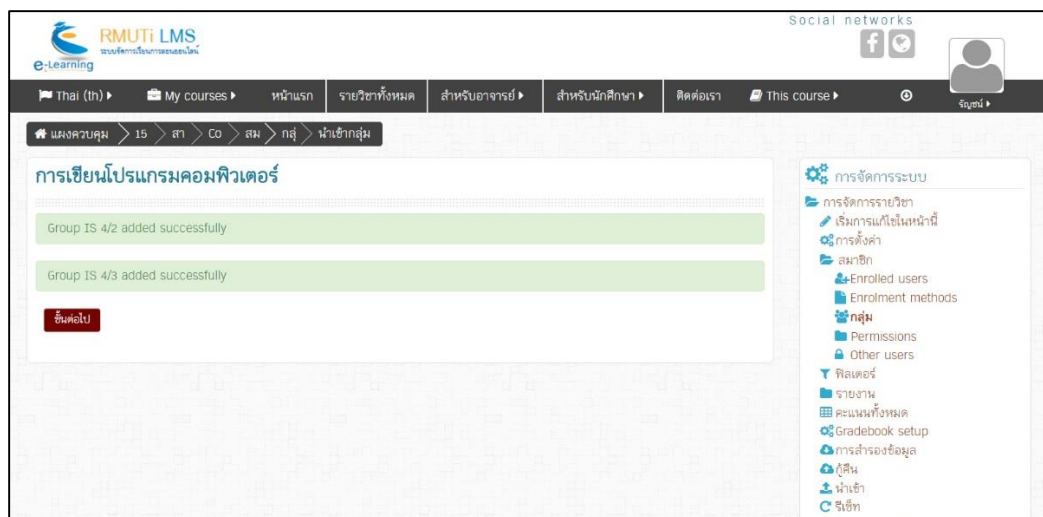 Social networks
RMUTi LMS
ระบบจัดการเรียนการสอนออนไลน์
e-Learning
Thai (th) My courses หน้าแรก รายวิชาทั้งหมด สำหรับอาจารย์ สำหรับนักศึกษา ติดต่อเรา This course
รัญชน์
แผงควบคุม 15 สา Co สม กลุ่ นำเข้ากลุ่ม
การเขียนโปรแกรมคอมพิวเตอร์
Group IS 4/2 added successfully
Group IS 4/3 added successfully
ขั้นต่อไป
การจัดการระบบ
การจัดการรายวิชา
เริ่มการแก้ไขในหน้านี้
การตั้งค่า
สมาชิก
Enrolled users
Enrolment methods
กลุ่ม
Permissions
Other users
ฟิลเตอร์
รายงาน
คะแนนทั้งหมด
Gradebook setup
การสำรองข้อมูล
กู้คืน
นำเข้า
รีเซ็ท